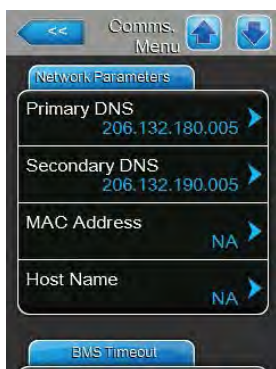 <<
Comms.
Menu
Network Parameters
Primary DNS
206.132.180.005
Secondary DNS
206.132.190.005
MAC Address
NA
Host Name
NA
BMS Timeout